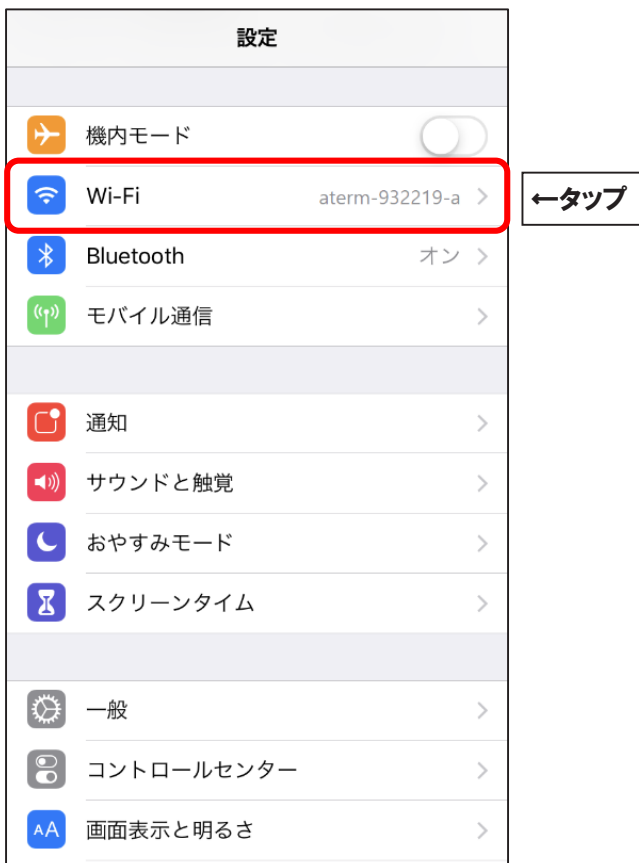 設定
機内モード
Wi-Fi aterm-932219-a
←タップ
Bluetooth オン
モバイル通信
通知
サウンドと触覚
おやすみモード
スクリーンタイム
一般
コントロールセンター
AA 画面表示と明るさ